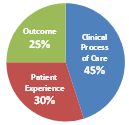 Outcome
25%
Clinical
Process
of Care
45%
Patient
Experience
30%